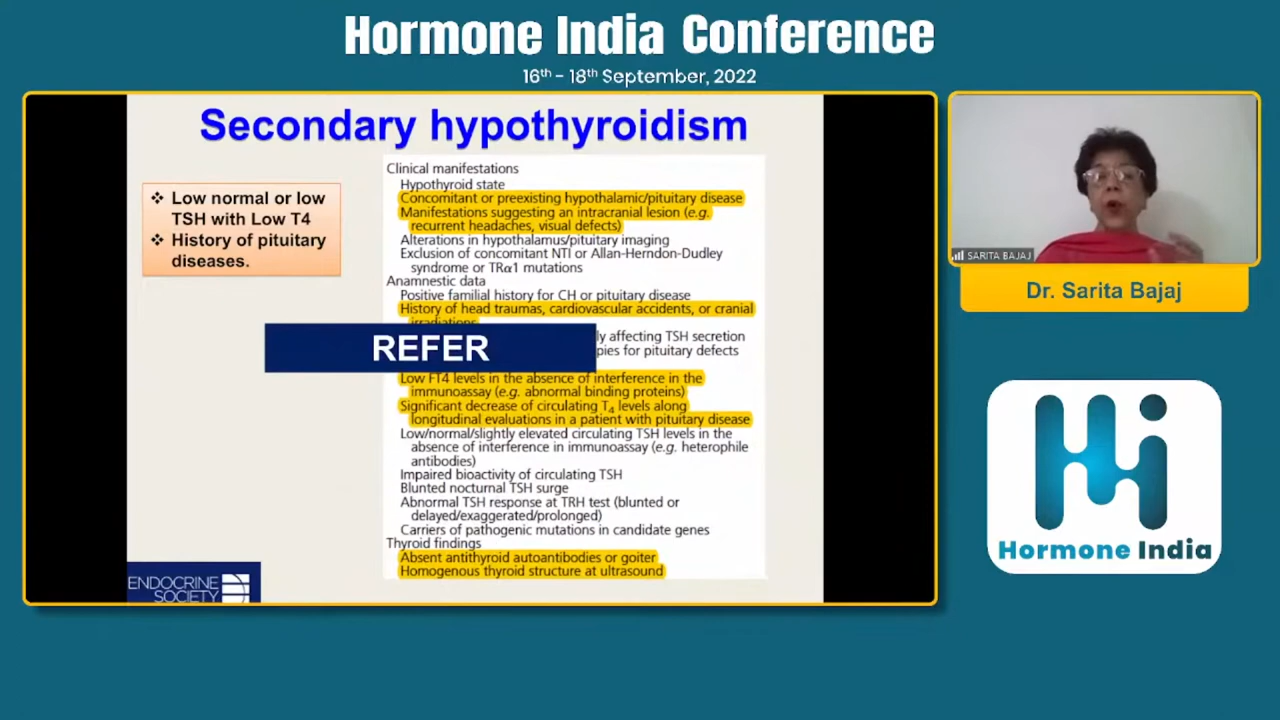 Hormone India Conference
16th - 18th September, 2022
Secondary hypothyroidism
❖ Low normal or low
TSH with Low T4
❖ History of pituitary
diseases.
Clinical manifestations
Hypothyroid state
Concomitant or preexisting hypothalamic/pituitary disease
Manifestations suggesting an intracranial lesion (e.g.
recurrent headaches, visual defects)
Alterations in hypothalamus/pituitary imaging
Exclusion of concomitant NTI or Allan-Herndon-Dudley
syndrome or TRα1 mutations
Anamnestic data
Positive familial history for CH or pituitary disease
History of head traumas, cardiovascular accidents, or cranial
irradiations
REFER
affecting TSH secretion
for pituitary defects
Low FT4 levels in the absence of interference in the
immunoassay (e.g. abnormal binding proteins)
Significant decrease of circulating T4 levels along
longitudinal evaluations in a patient with pituitary disease
Low/normal/slightly elevated circulating TSH levels in the
absence of interference in immunoassay (e.g. heterophile
antibodies)
Impaired bioactivity of circulating TSH
Blunted nocturnal TSH surge
Abnormal TSH response at TRH test (blunted or
delayed/exaggerated/prolonged)
Carriers of pathogenic mutations in candidate genes
Thyroid findings
Absent antithyroid autoantibodies or goiter
Homogenous thyroid structure at ultrasound
ENDOCRINE
SOCIETY
SARITA BAJAJ
Dr. Sarita Bajaj
Hormone India